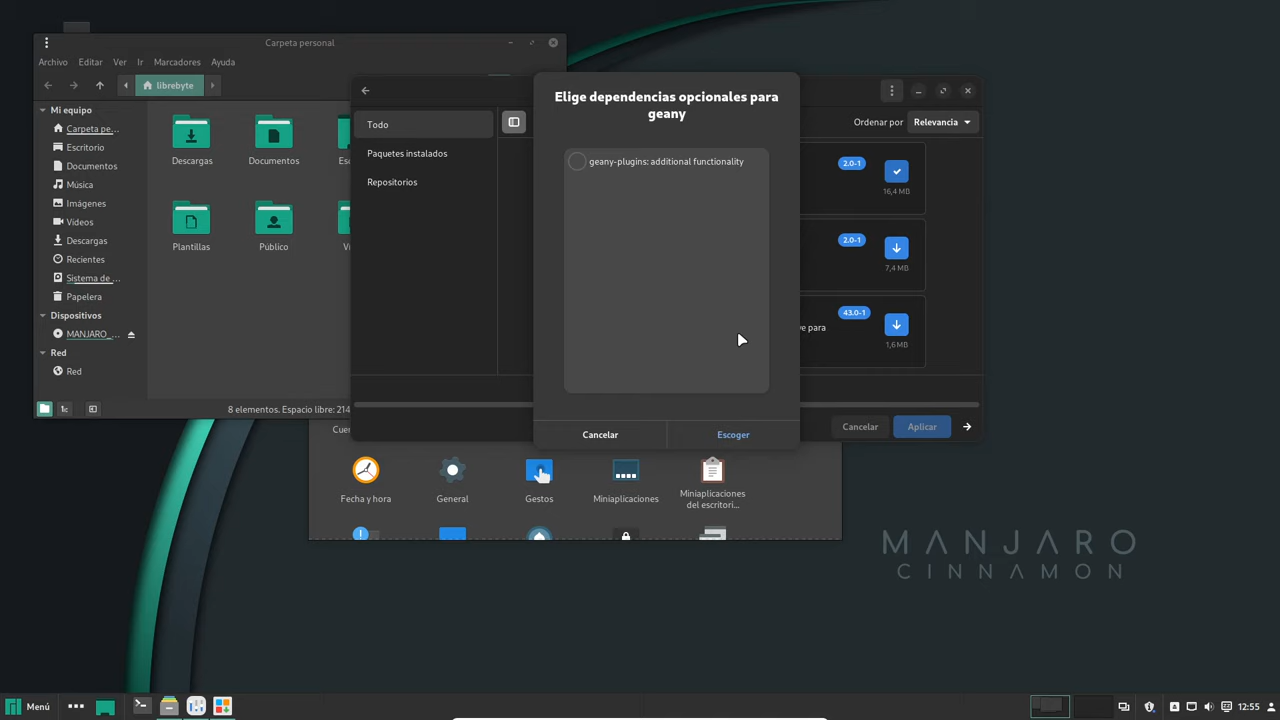 Carpeta personal
Archivo Editar Ver Ir Marcadores Ayuda
librebyte
Mi equipo
Carpeta pe...
Escritorio
Documentos
Música
Imágenes
Vídeos
Descargas
Recientes
Sistema de ...
Papelera
Dispositivos
MANJARO_...
Red
Red
Descargas
Documentos
Plantillas
Público
8 elementos. Espacio libre: 214
Todo
Paquetes instalados
Repositorios
Elige dependencias opcionales para
geany
geany-plugins: additional functionality
Cancelar
Escoger
Ordenar por Relevancia
2.0-1
16,4 MB
2.0-1
7,4 MB
43.0-1
ve para
1,6 MB
Cancelar
Aplicar
Fecha y hora
General
Gestos
Miniaplicaciones
Miniaplicaciones
del escritori...
MANJARO
CINNAMON
Menú
12:55